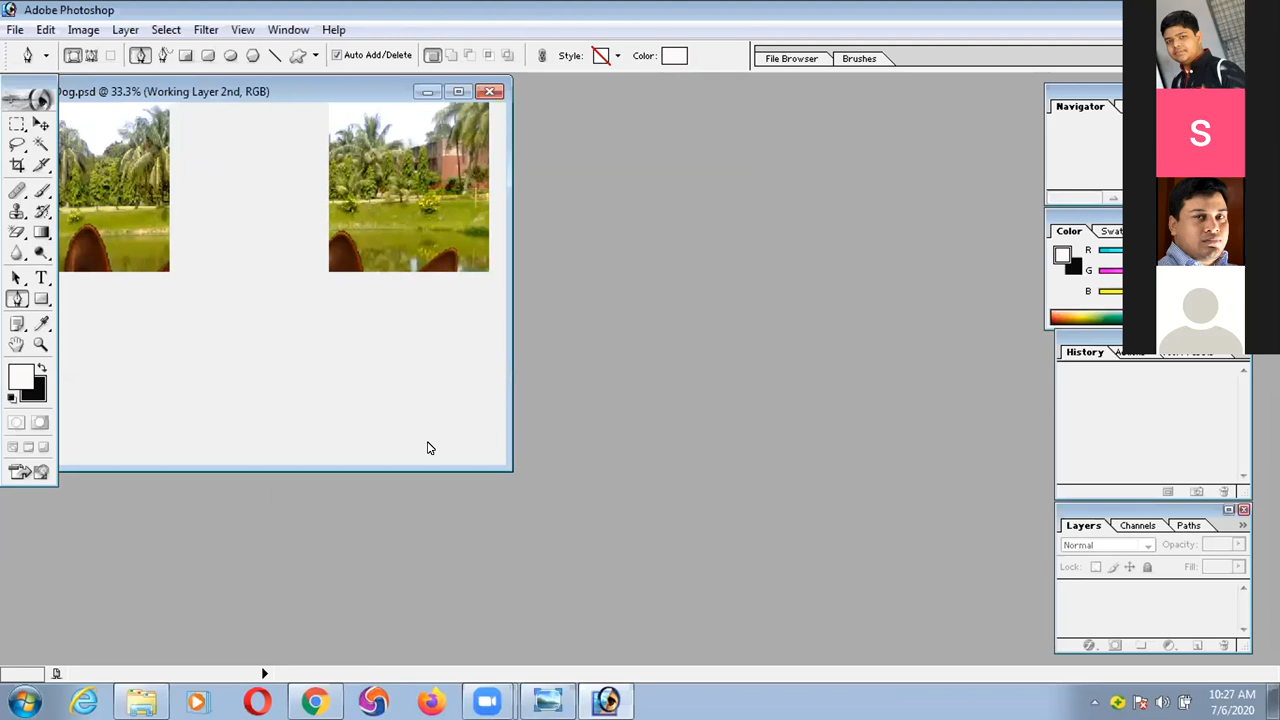 Adobe Photoshop
File Edit Image Layer Select Filter View Window Help
Auto Add/Delete Style: Color: File Browser Brushes
Dog.psd @ 33.3% (Working Layer 2nd, RGB)
Navigator
S
Color
R
G
B
History
Layers Channels Paths
Normal Opacity:
Lock: Fill:
10:27 AM
7/6/2020